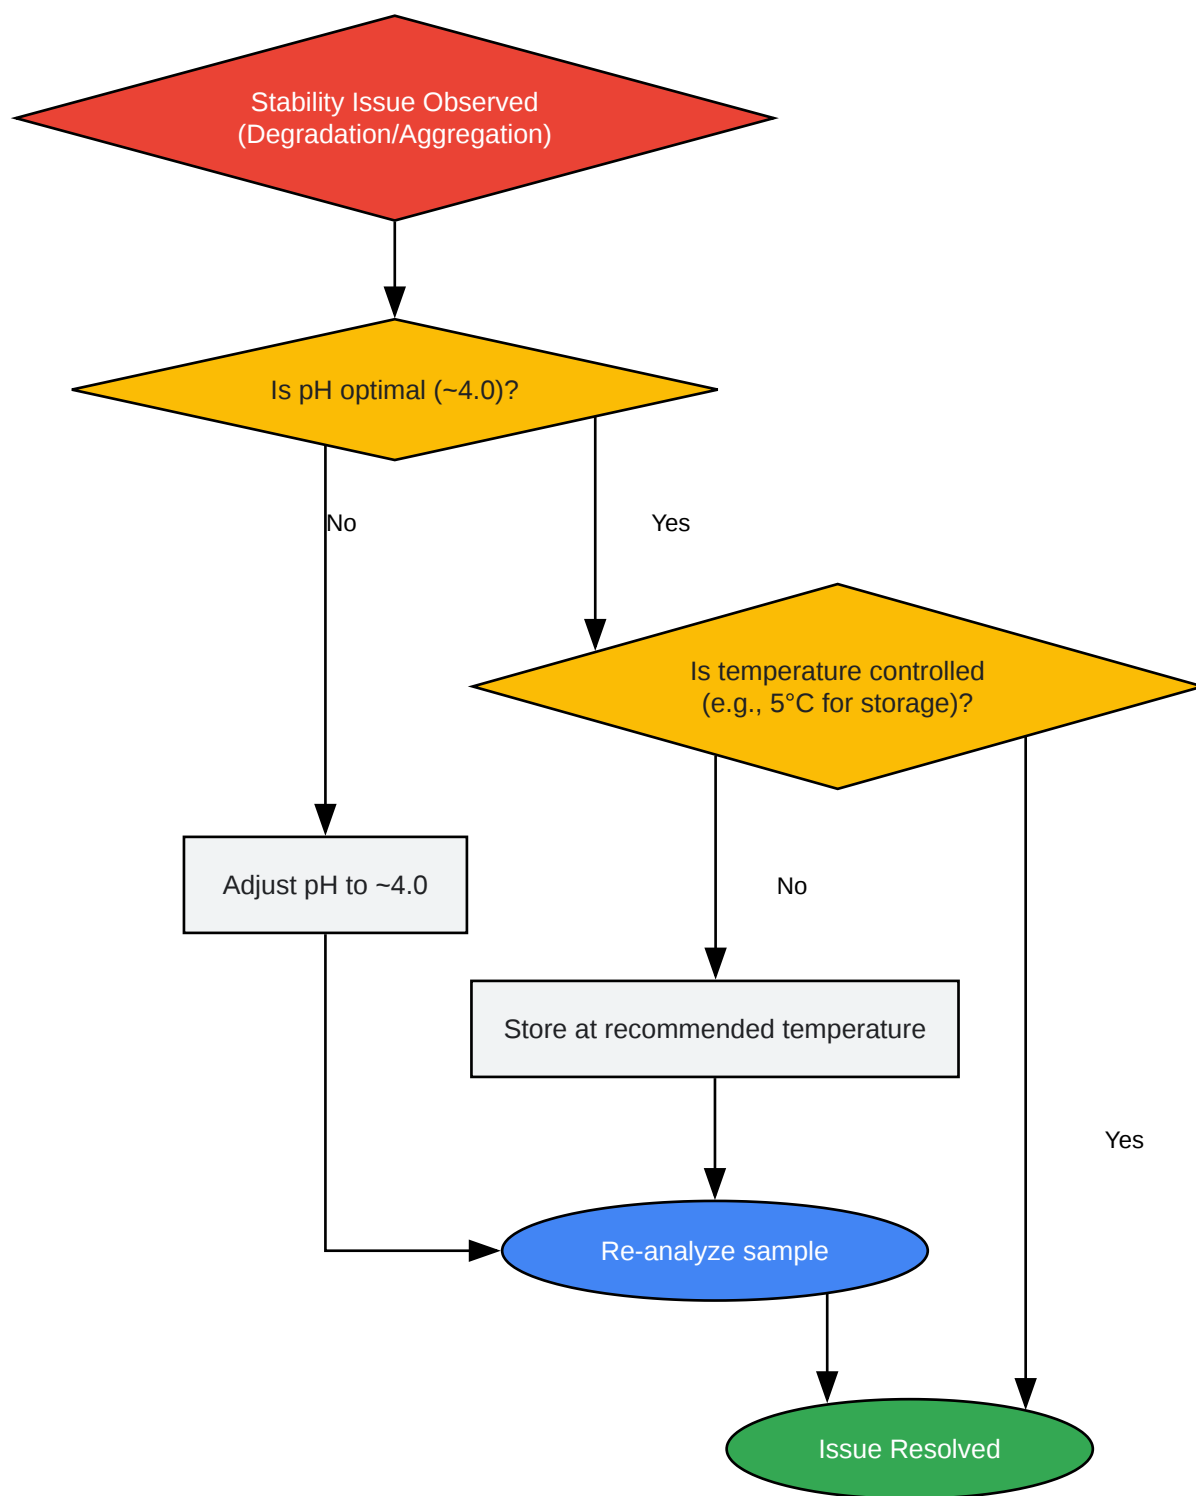 Stability Issue Observed
(Degradation/Aggregation)
Is pH optimal (~4.0)?
No
Yes
Is temperature controlled
(e.g., 5°C for storage)?
Adjust pH to ~4.0
No
Store at recommended temperature
Yes
Re-analyze sample
Issue Resolved